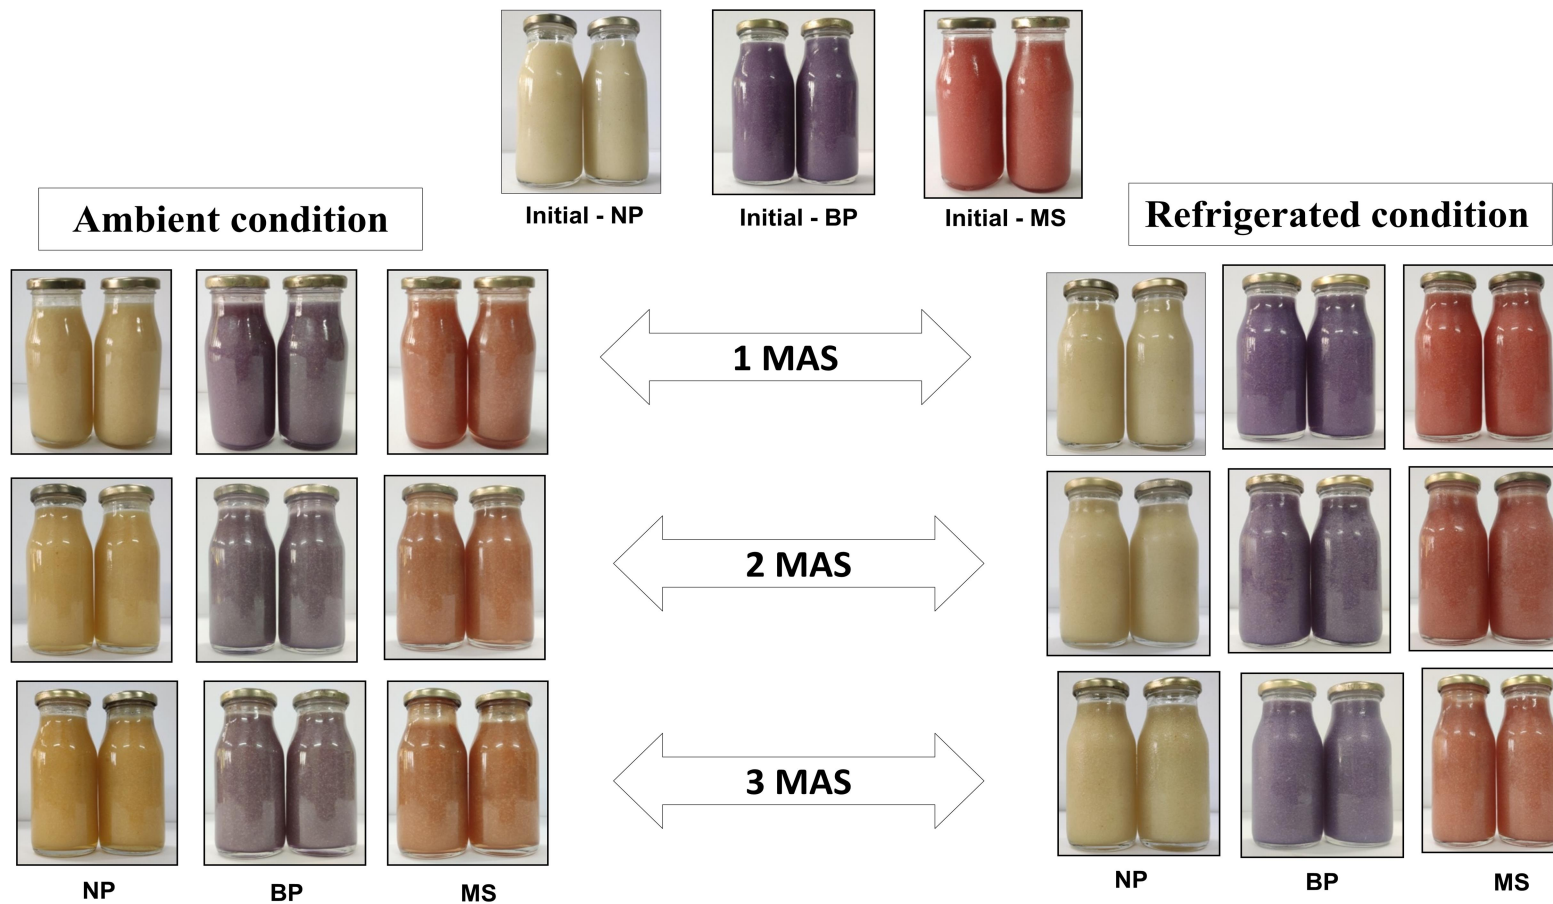 Initial - NP
Initial - BP
Initial - MS
Ambient condition
Refrigerated condition
1 MAS
2 MAS
3 MAS
NP
BP
MS
NP
BP
MS